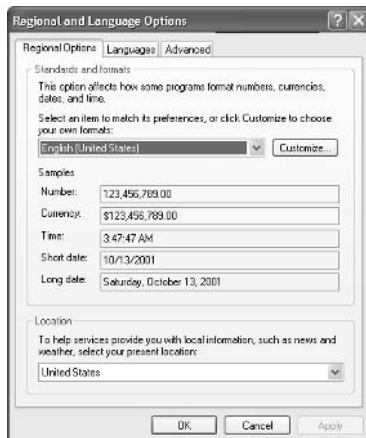 Regional and Language Options
Regional Options Languages Advanced
Standards and formats
This option affects how some programs format numbers, currencies,
dates, and time.
Select an item to match its preferences, or click Customize to choose
your own formats:
English (United States) Customize...
Samples
Number: 123,456,789.00
Currency: $123,456,789.00
Time: 3:47:47 AM
Short date: 10/13/2001
Long date: Saturday, October 13, 2001
Location
To help services provide you with local information, such as news and
weather, select your present location:
United States
OK Cancel Apply